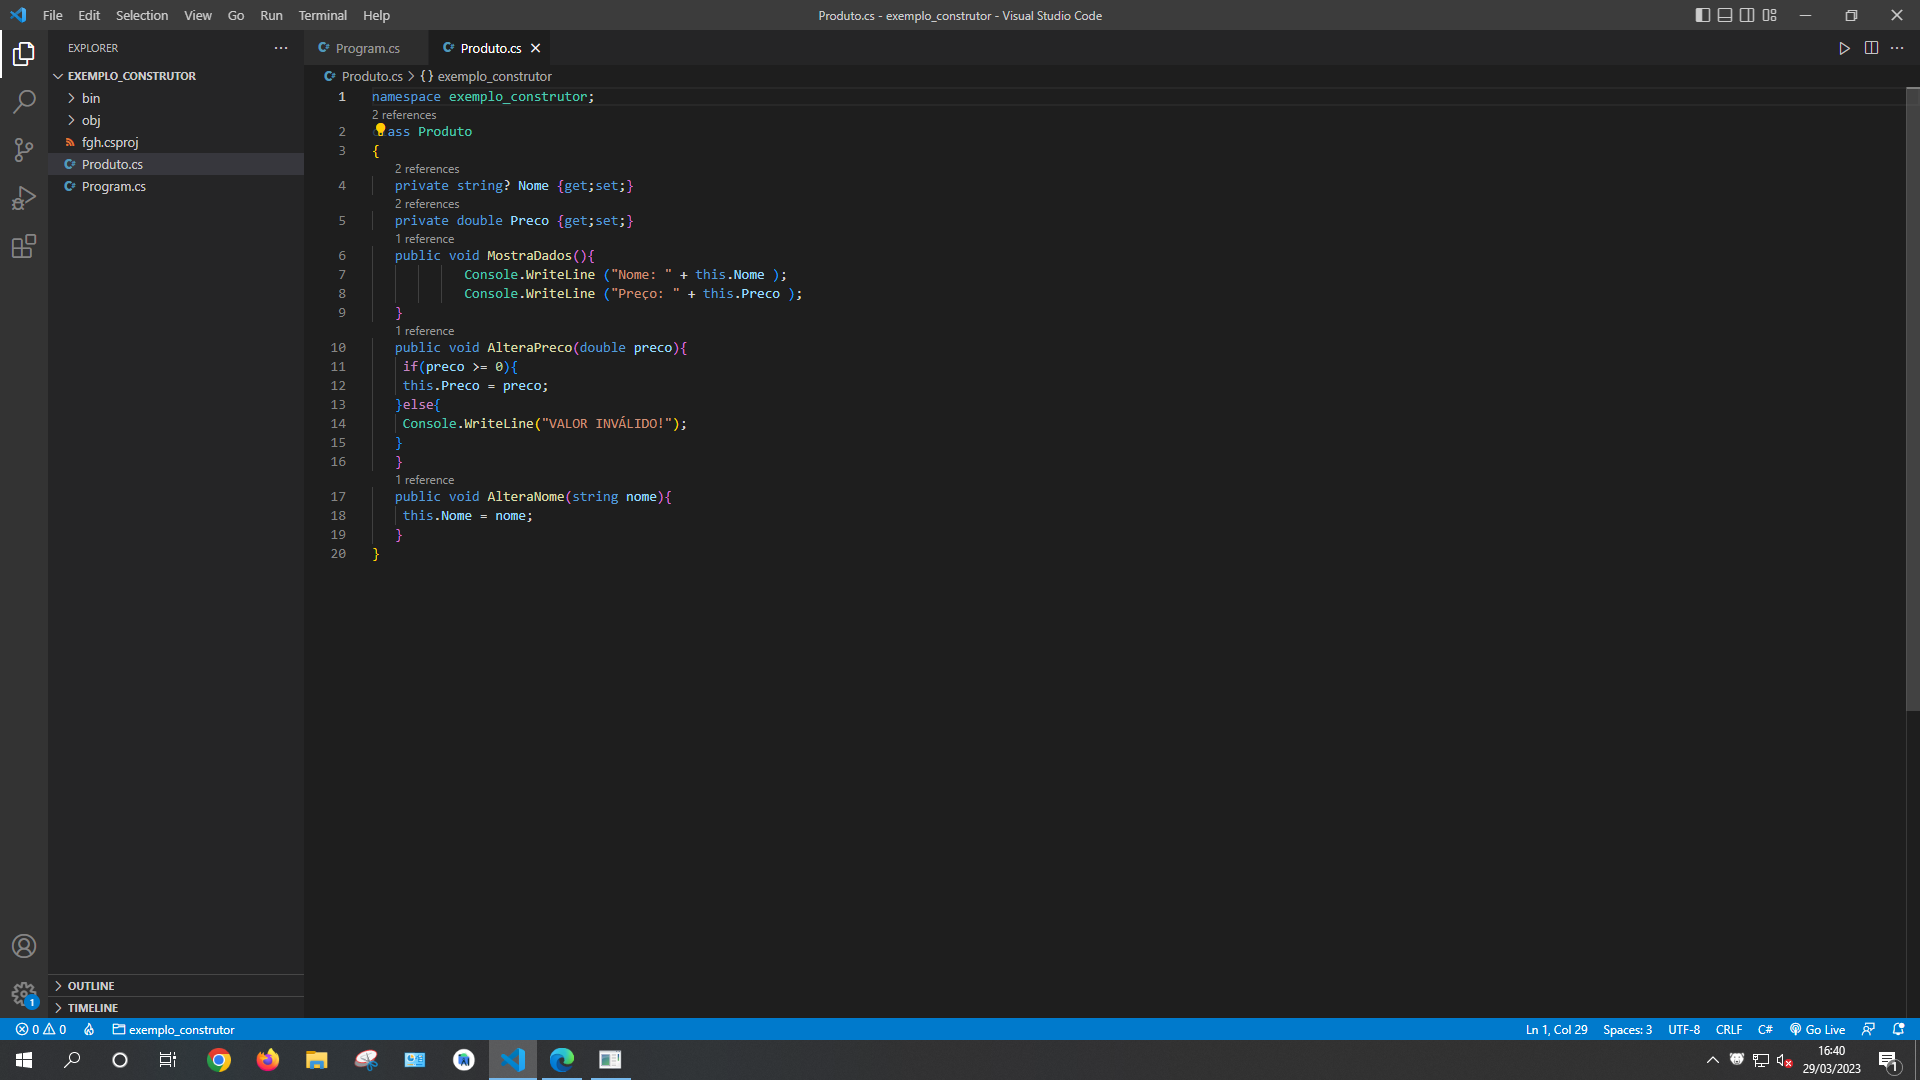 File Edit Selection View Go Run Terminal Help
Produto.cs - exemplo_construtor - Visual Studio Code
EXPLORER
EXEMPLO_CONSTRUTOR
bin
obj
fgh.csproj
Produto.cs
Program.cs
OUTLINE
TIMELINE
Program.cs Produto.cs
Produto.cs > {} exemplo_construtor
1 namespace exemplo_construtor;
2 references
2 ass Produto
3 {
2 references
4 private string? Nome {get;set;}
2 references
5 private double Preco {get;set;}
1 reference
6 public void MostraDados(){
7 Console.WriteLine ("Nome: " + this.Nome );
8 Console.WriteLine ("Preço: " + this.Preco );
9 }
1 reference
10 public void AlteraPreco(double preco){
11 if(preco >= 0){
12 this.Preco = preco;
13 }else{
14 Console.WriteLine("VALOR INVÁLIDO!");
15 }
16 }
1 reference
17 public void AlteraNome(string nome){
18 this.Nome = nome;
19 }
20 }
1
0 0 exemplo_construtor
Ln 1, Col 29 Spaces: 3 UTF-8 CRLF C# Go Live
16:40
29/03/2023
1